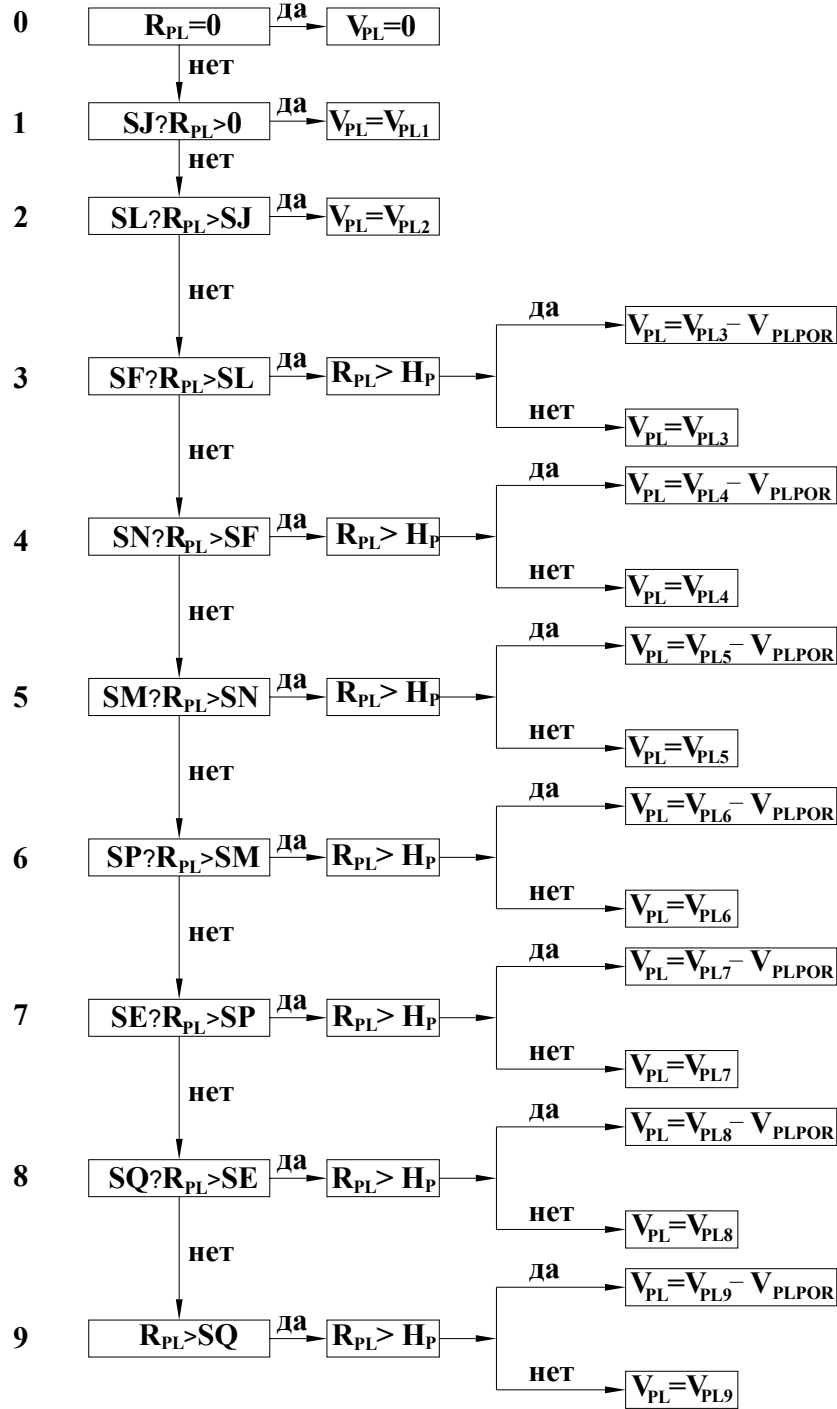 0 R_PL=0 да V_PL=0
нет
1 SJ?R_PL>0 да V_PL=V_PL1
нет
2 SL?R_PL>SJ да V_PL=V_PL2
нет
да V_PL=V_PL3− V_PLPOR
3 SF?R_PL>SL да R_PL> H_P
нет V_PL=V_PL3
нет
да V_PL=V_PL4− V_PLPOR
4 SN?R_PL>SF да R_PL> H_P
нет V_PL=V_PL4
нет
да V_PL=V_PL5− V_PLPOR
5 SM?R_PL>SN да R_PL> H_P
нет V_PL=V_PL5
нет
да V_PL=V_PL6− V_PLPOR
6 SP?R_PL>SM да R_PL> H_P
нет V_PL=V_PL6
нет
да V_PL=V_PL7− V_PLPOR
7 SE?R_PL>SP да R_PL> H_P
нет V_PL=V_PL7
нет
да V_PL=V_PL8− V_PLPOR
8 SQ?R_PL>SE да R_PL> H_P
нет V_PL=V_PL8
нет
да V_PL=V_PL9− V_PLPOR
9 R_PL>SQ да R_PL> H_P
нет V_PL=V_PL9